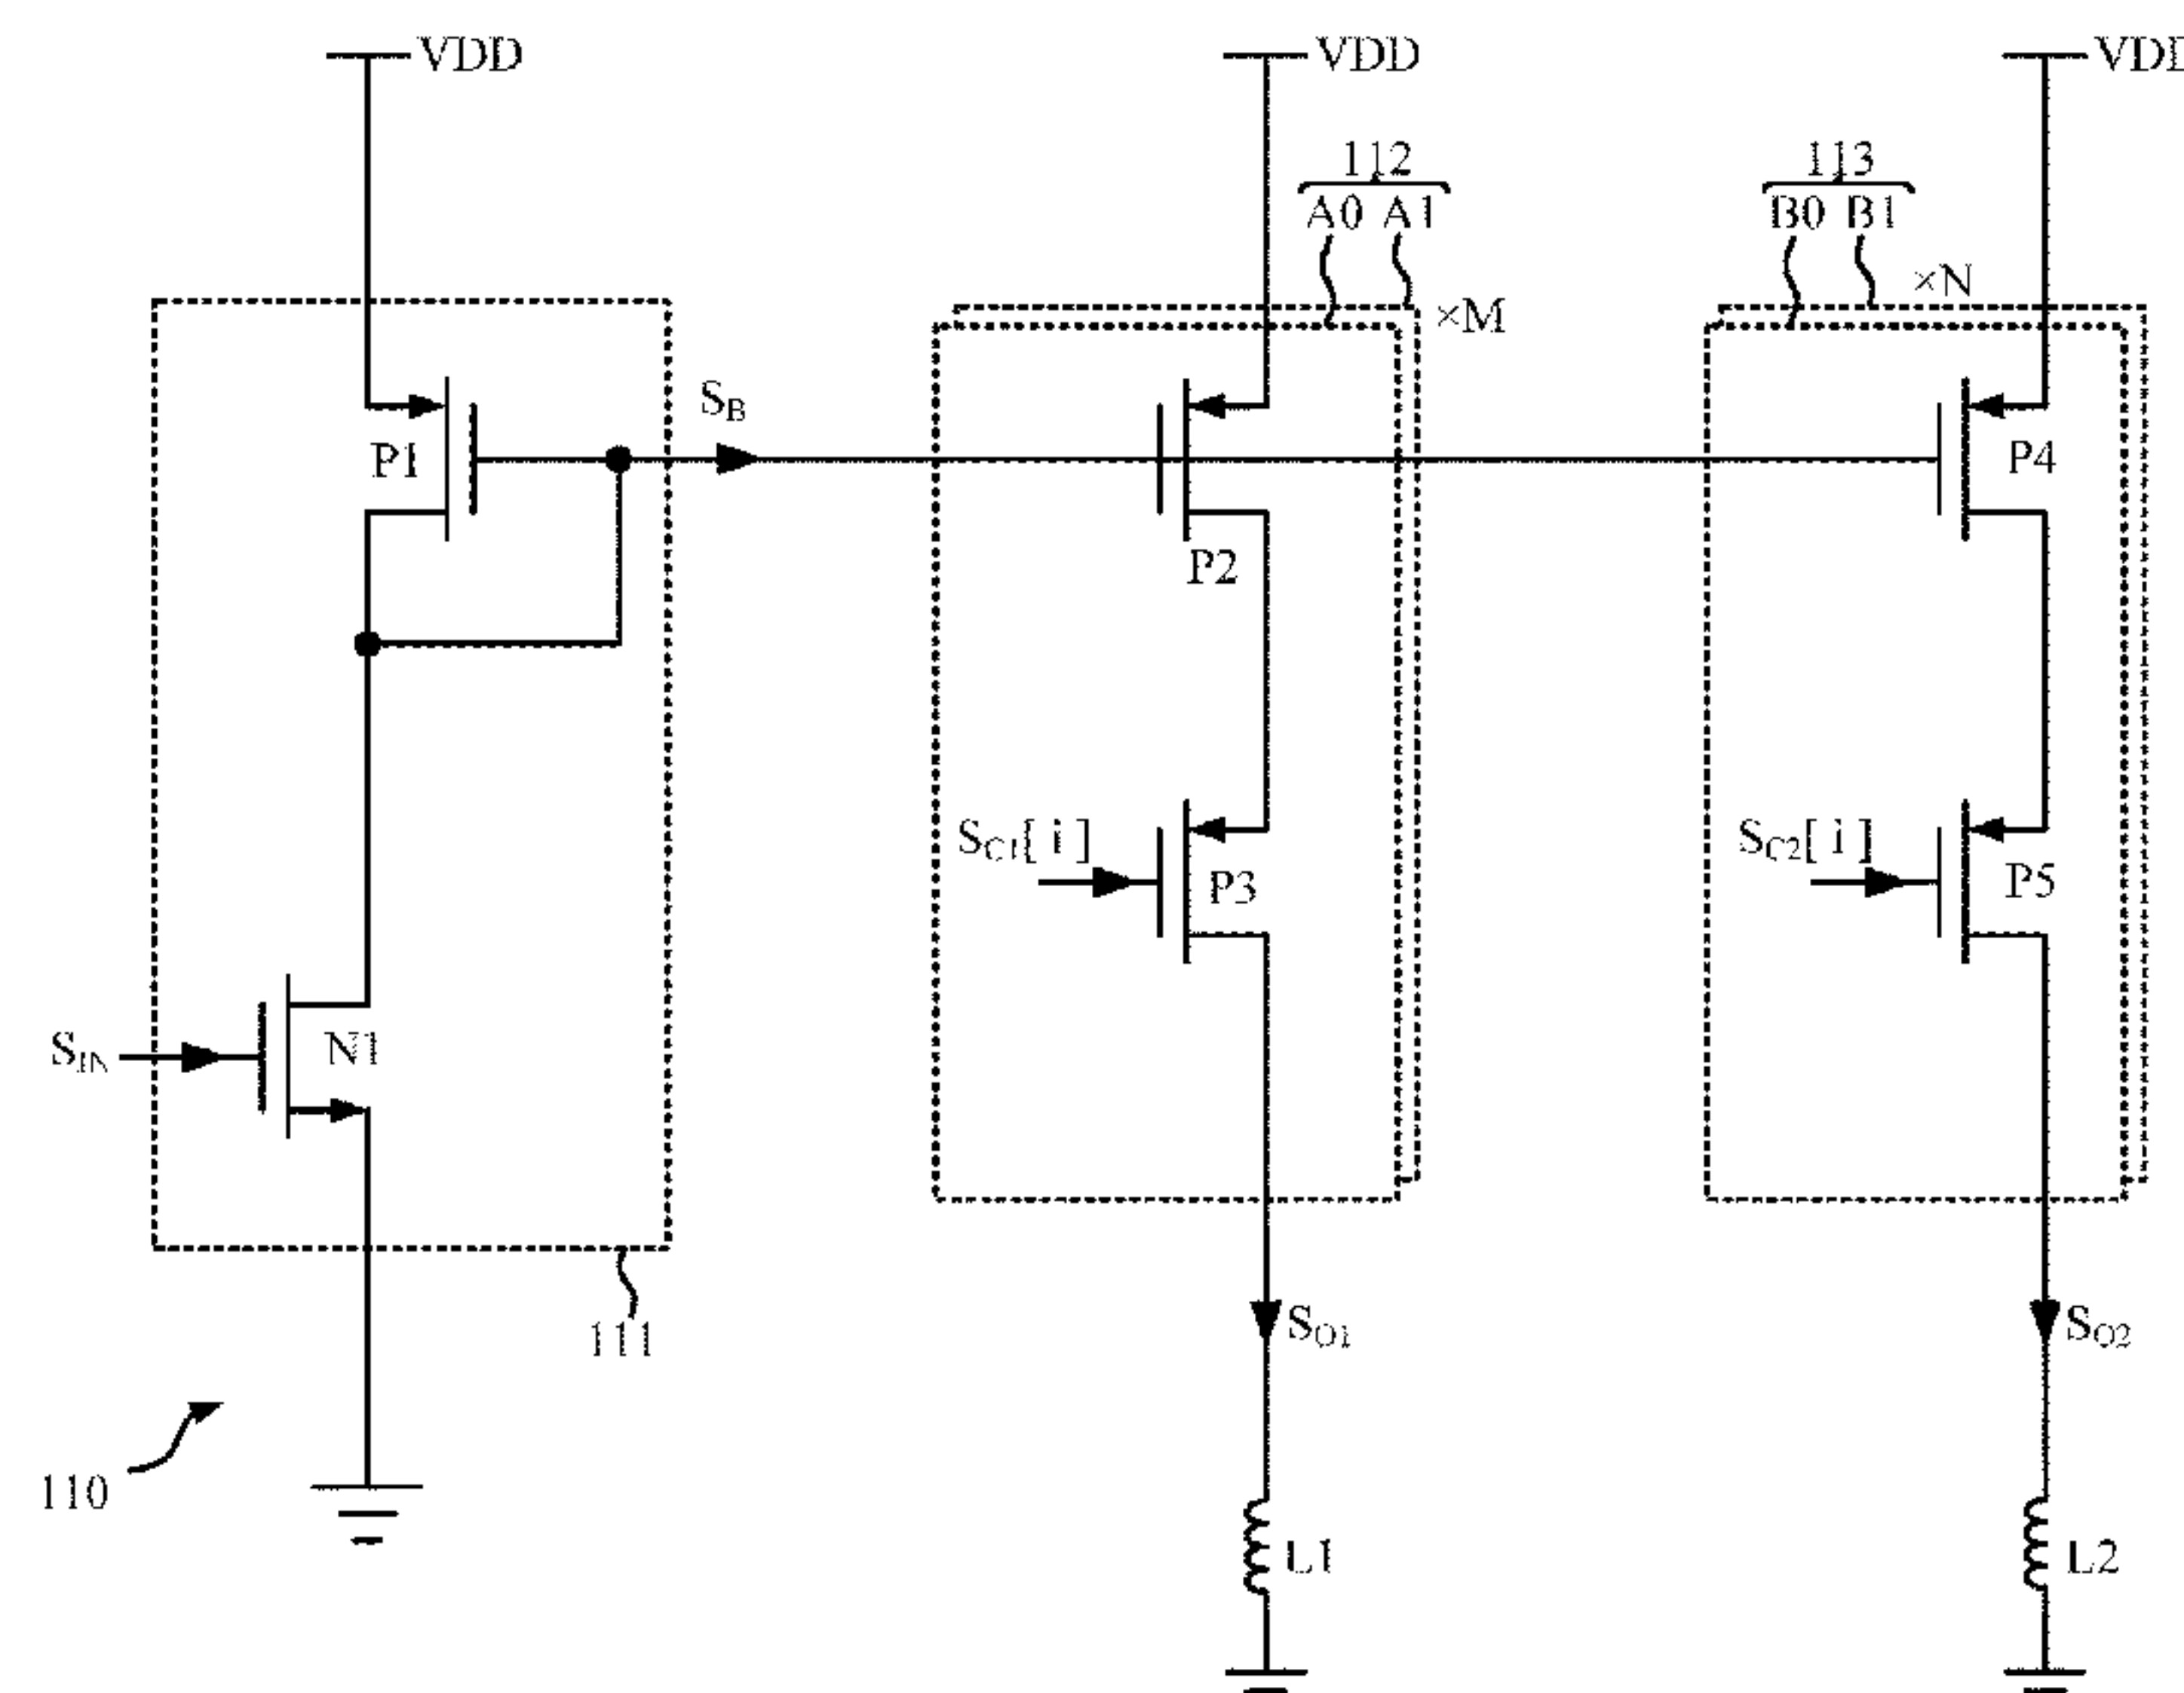 VDD
VDD
VDD
112
A0 A1
113
B0 B1
×M
×N
P1
SB
P2
P4
SC1[ i ]
P3
SC2[ i ]
P5
SIN
N1
111
SO1
SO2
110
L1
L2